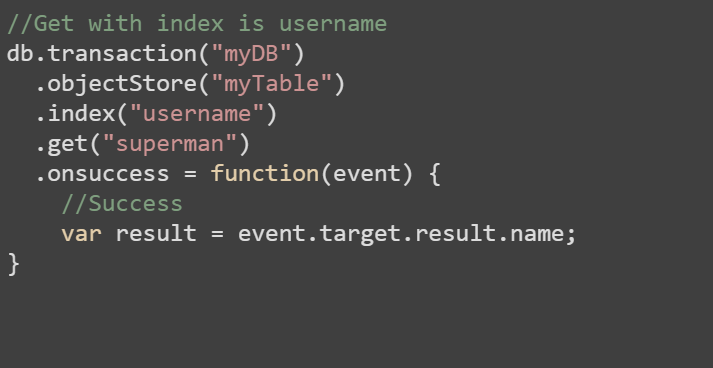 //Get with index is username
db.transaction("myDB")
  .objectStore("myTable")
  .index("username")
  .get("superman")
  .onsuccess = function(event) {
    //Success
    var result = event.target.result.name;
}